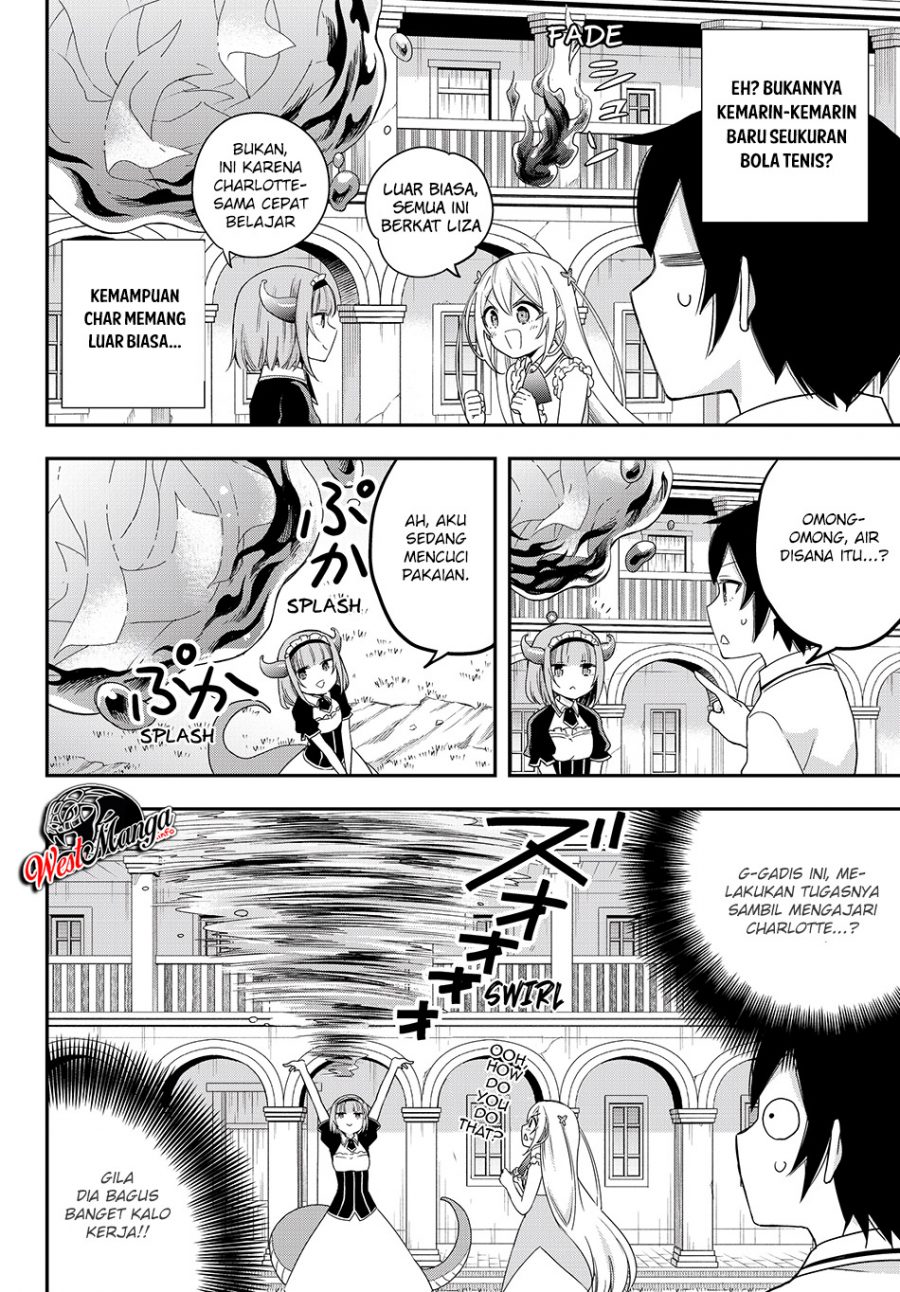 FADE
EH? BUKANNYA
KEMARIN-KEMARIN
BARU SEUKURAN
BOLA TENIS?
LUAR BIASA,
SEMUA INI
BERKAT LIZA
BUKAN,
INI KARENA
CHARLOTTE-
SAMA CEPAT
BELAJAR
KEMAMPUAN
CHAR MEMANG
LUAR BIASA...
OMONG-
OMONG, AIR
DISANA ITU...?
AH, AKU
SEDANG
MENCUCI
PAKAIAN.
ぷか
SPLASH
ぷか
SPLASH
WestManga
.info
G-GADIS INI, ME-
LAKUKAN TUGASNYA
SAMBIL MENGAJARI
CHARLOTTE...?
ズオオオオ
SWIRL
OOH,
HOW
DO
YOU
DO
THAT?
GILA
DIA BAGUS
BANGET KALO
KERJA!!